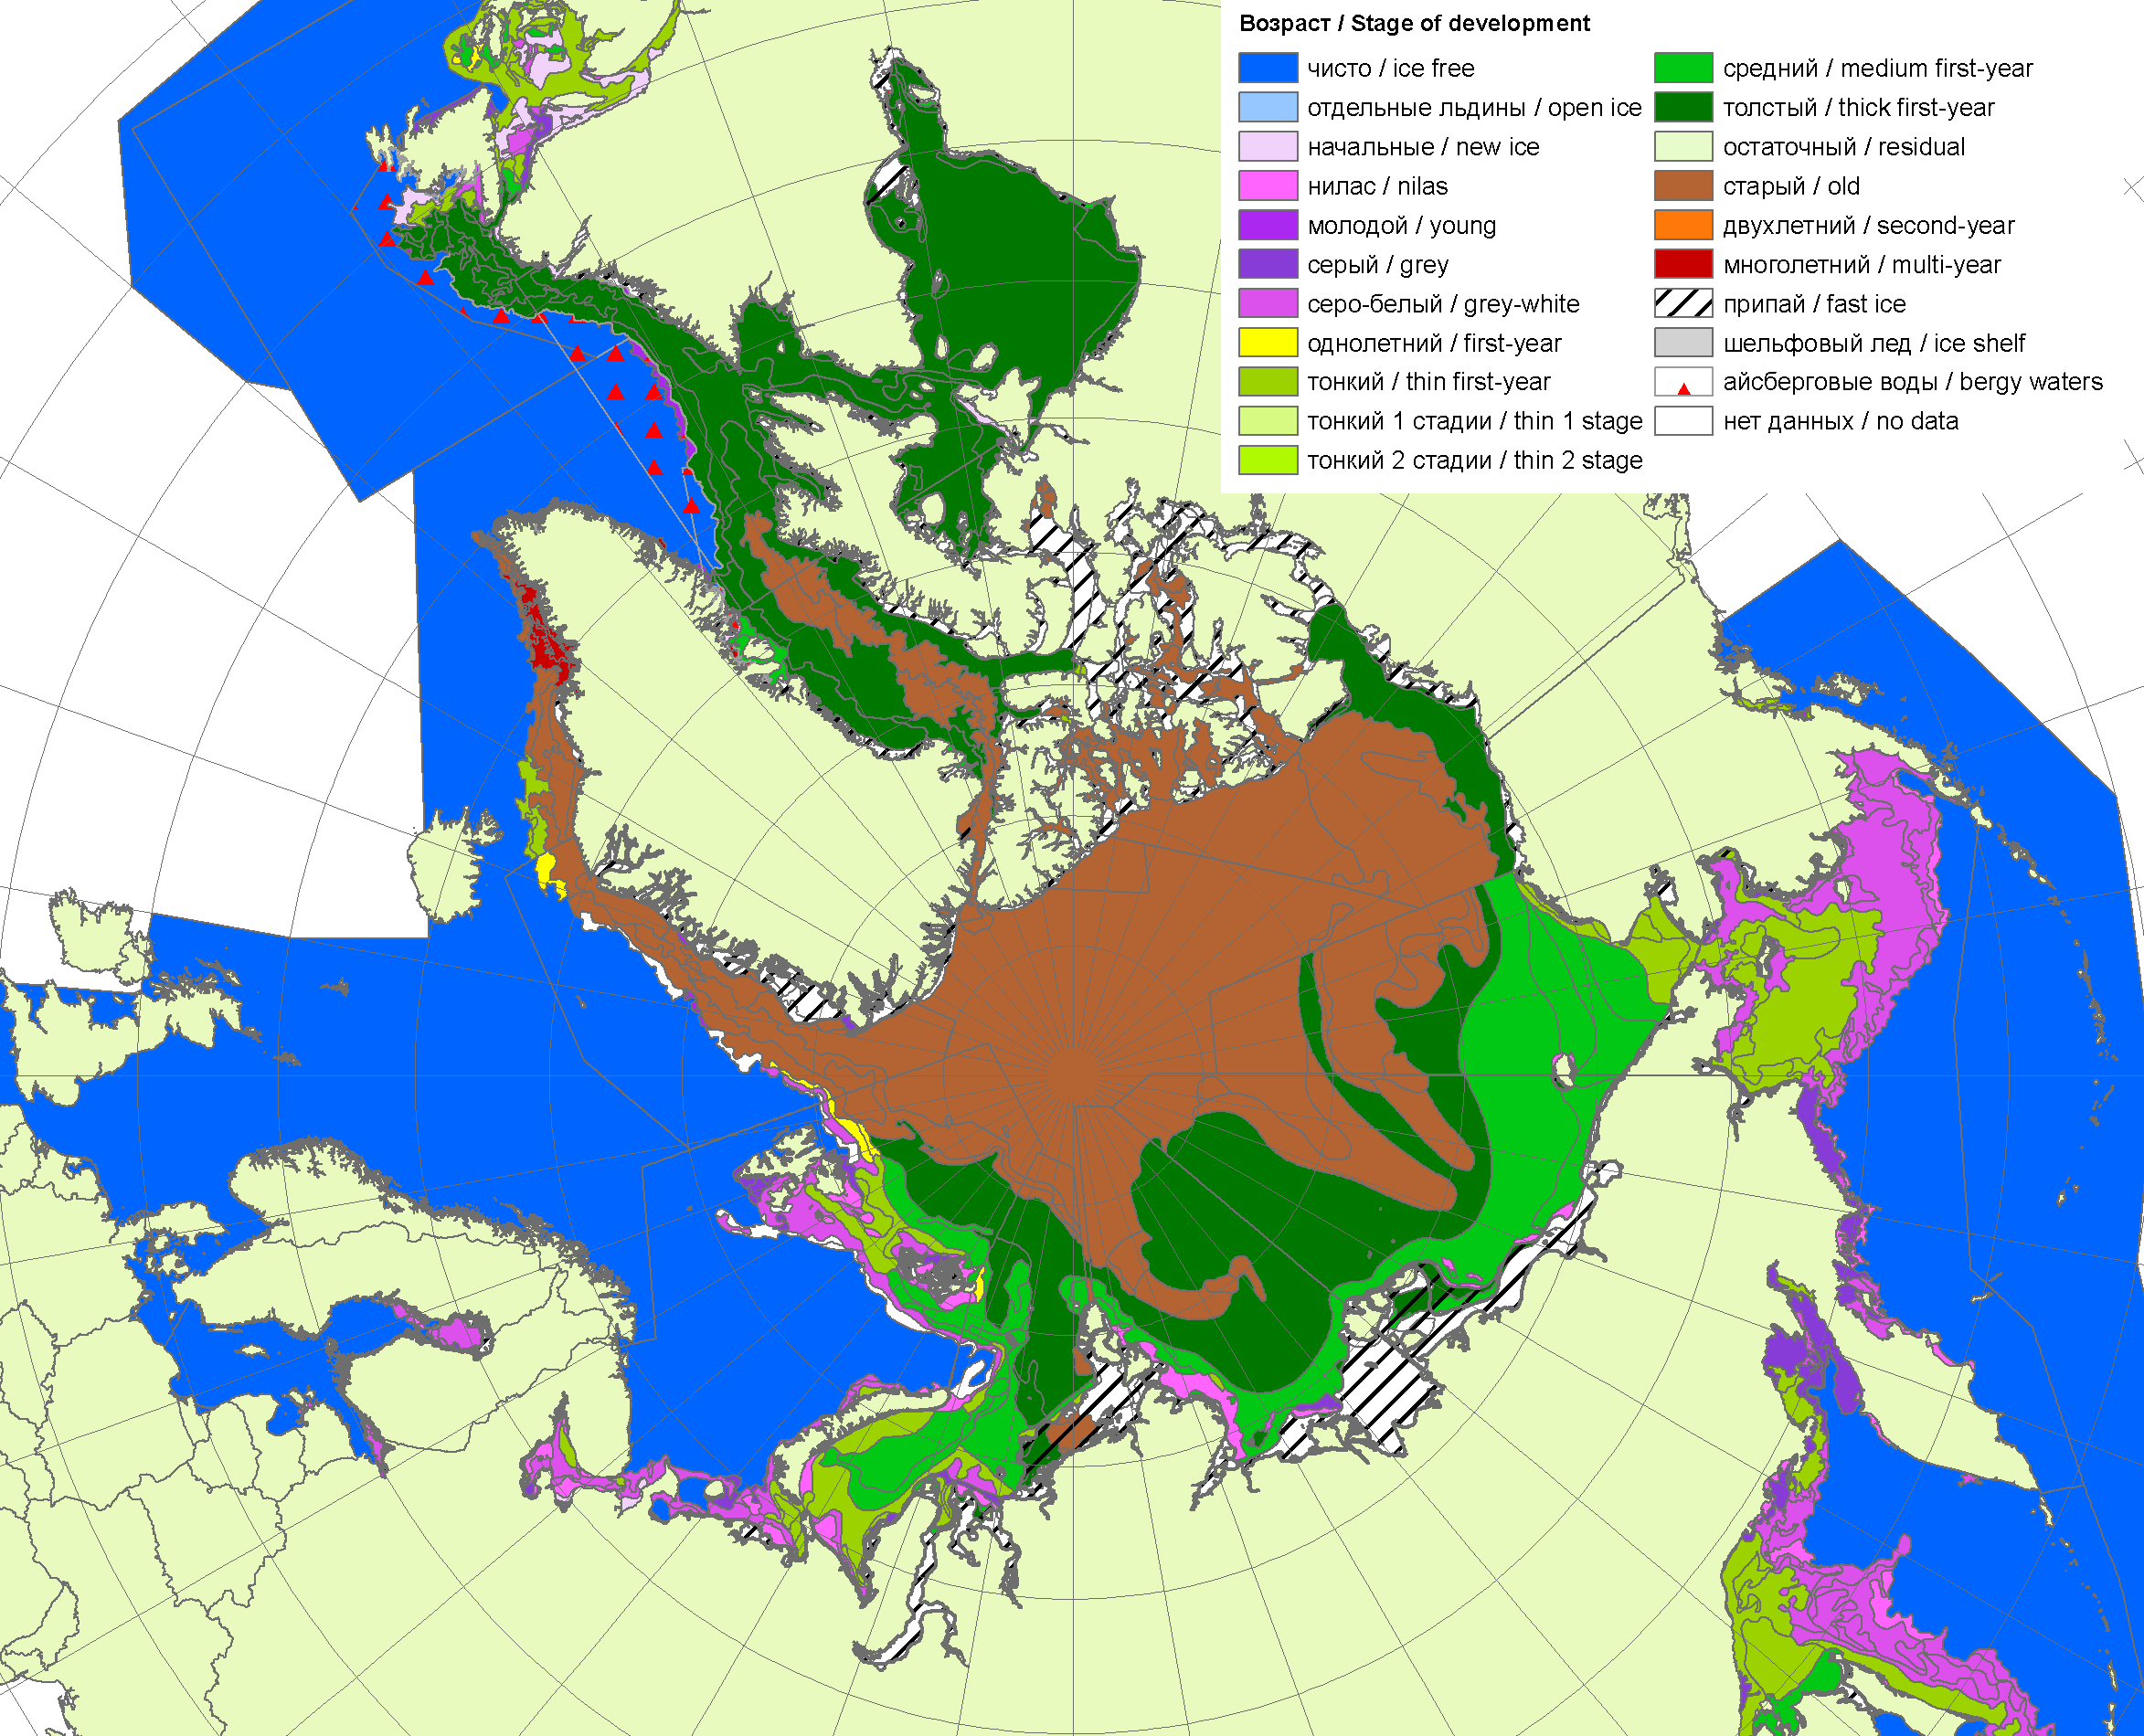 Возраст / Stage of development
чисто / ice free
отдельные льдины / open ice
начальные / new ice
нилас / nilas
молодой / young
серый / grey
серо-белый / grey-white
однолетний / first-year
тонкий / thin first-year
тонкий 1 стадии / thin 1 stage
тонкий 2 стадии / thin 2 stage
средний / medium first-year
толстый / thick first-year
остаточный / residual
старый / old
двухлетний / second-year
многолетний / multi-year
припай / fast ice
шельфовый лед / ice shelf
айсберговые воды / bergy waters
нет данных / no data